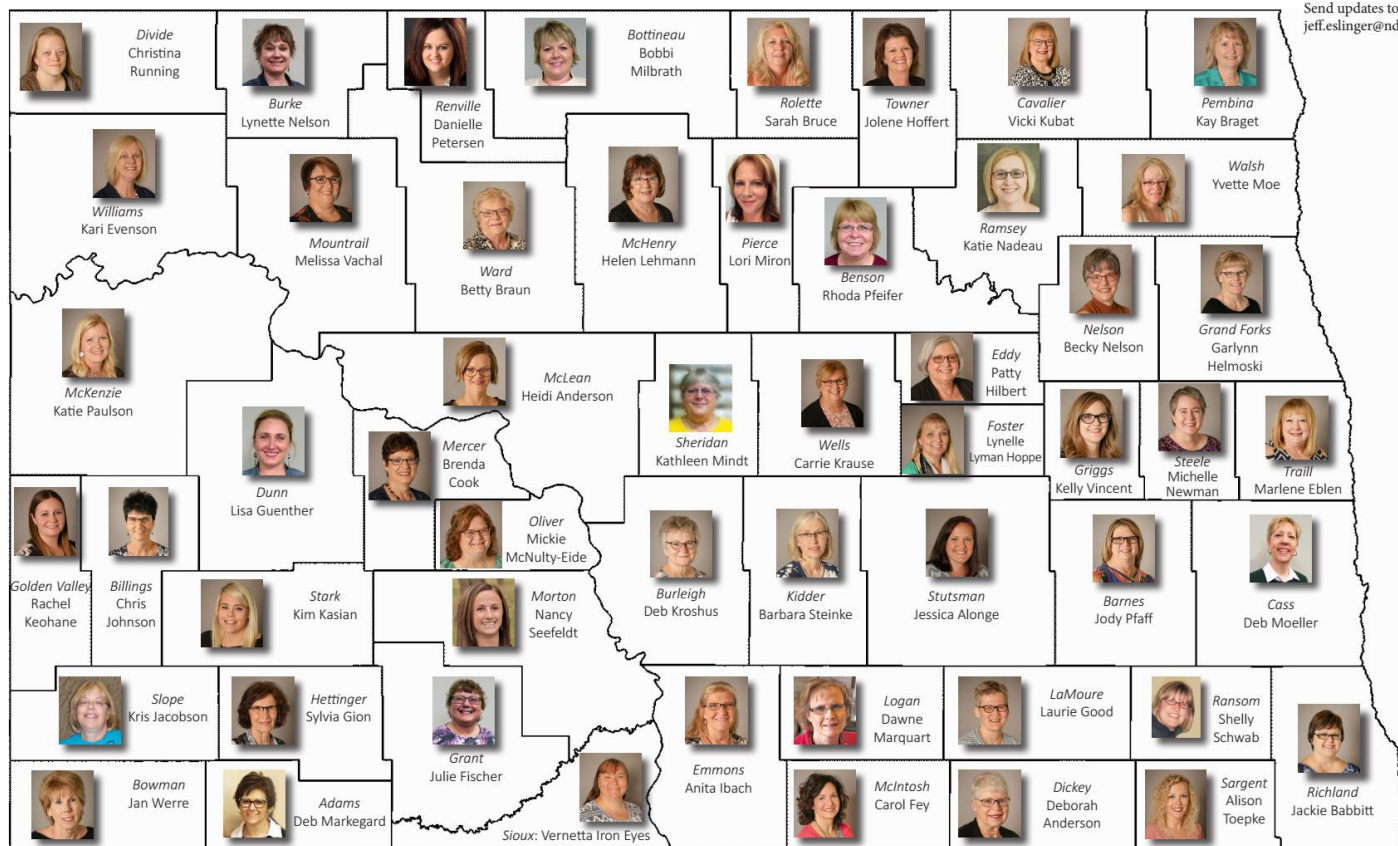 Send updates to
jeff.eslinger@nd
Divide
Christina
Running
Burke
Lynette Nelson
Renville
Danielle
Petersen
Bottineau
Bobbi
Milbrath
Rolette
Sarah Bruce
Towner
Jolene Hoffert
Cavalier
Vicki Kubat
Pembina
Kay Braget
Williams
Kari Evenson
Mountrail
Melissa Vachal
Ward
Betty Braun
McHenry
Helen Lehmann
Pierce
Lori Miron
Benson
Rhoda Pfeifer
Ramsey
Katie Nadeau
Walsh
Yvette Moe
Nelson
Becky Nelson
Grand Forks
Garlynn
Helmoski
McKenzie
Katie Paulson
Dunn
Lisa Guenther
McLean
Heidi Anderson
Mercer
Brenda
Cook
Oliver
Mickie
McNulty-Eide
Sheridan
Kathleen Mindt
Wells
Carrie Krause
Eddy
Patty
Hilbert
Foster
Lynelle
Lyman Hoppe
Griggs
Kelly Vincent
Steele
Michelle
Newman
Traill
Marlene Eblen
Golden Valley
Rachel
Keohane
Billings
Chris
Johnson
Stark
Kim Kasian
Morton
Nancy
Seefeldt
Burleigh
Deb Kroshus
Kidder
Barbara Steinke
Stutsman
Jessica Alonge
Barnes
Jody Pfaff
Cass
Deb Moeller
Slope
Kris Jacobson
Hettinger
Sylvia Gion
Grant
Julie Fischer
Emmons
Anita Ibach
Logan
Dawne
Marquart
LaMoure
Laurie Good
Ransom
Shelly
Schwab
Richland
Jackie Babbitt
Bowman
Jan Werre
Adams
Deb Markegard
Sioux: Vernetta Iron Eyes
McIntosh
Carol Fey
Dickey
Deborah
Anderson
Sargent
Alison
Toepke